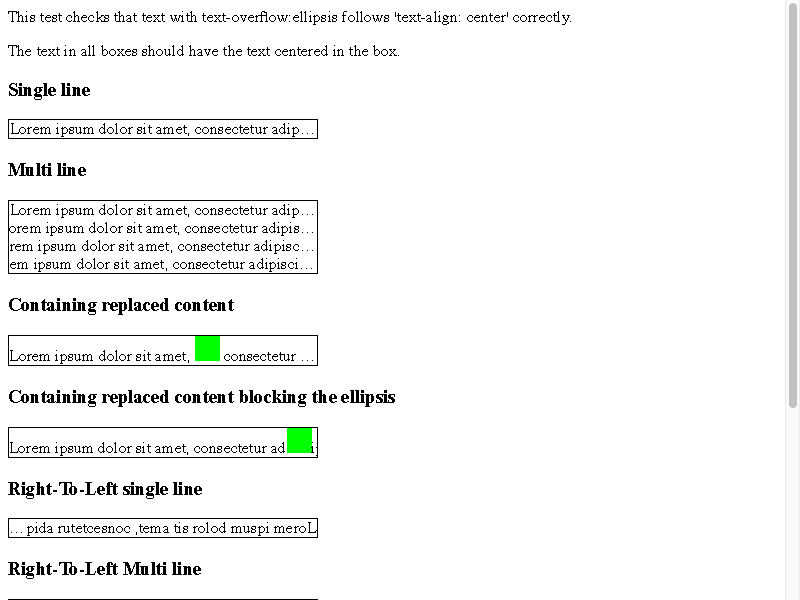 This test checks that text with text-overflow:ellipsis follows 'text-align: center' correctly.
The text in all boxes should have the text centered in the box.
Single line
Lorem ipsum dolor sit amet, consectetur adip…
Multi line
Lorem ipsum dolor sit amet, consectetur adip…
orem ipsum dolor sit amet, consectetur adipis…
rem ipsum dolor sit amet, consectetur adipisc…
em ipsum dolor sit amet, consectetur adipisci…
Containing replaced content
Lorem ipsum dolor sit amet, consectetur …
Containing replaced content blocking the ellipsis
Lorem ipsum dolor sit amet, consectetur ad
Right-To-Left single line
… pida rutetcesnoc ,tema tis rolod muspi meroL
Right-To-Left Multi line